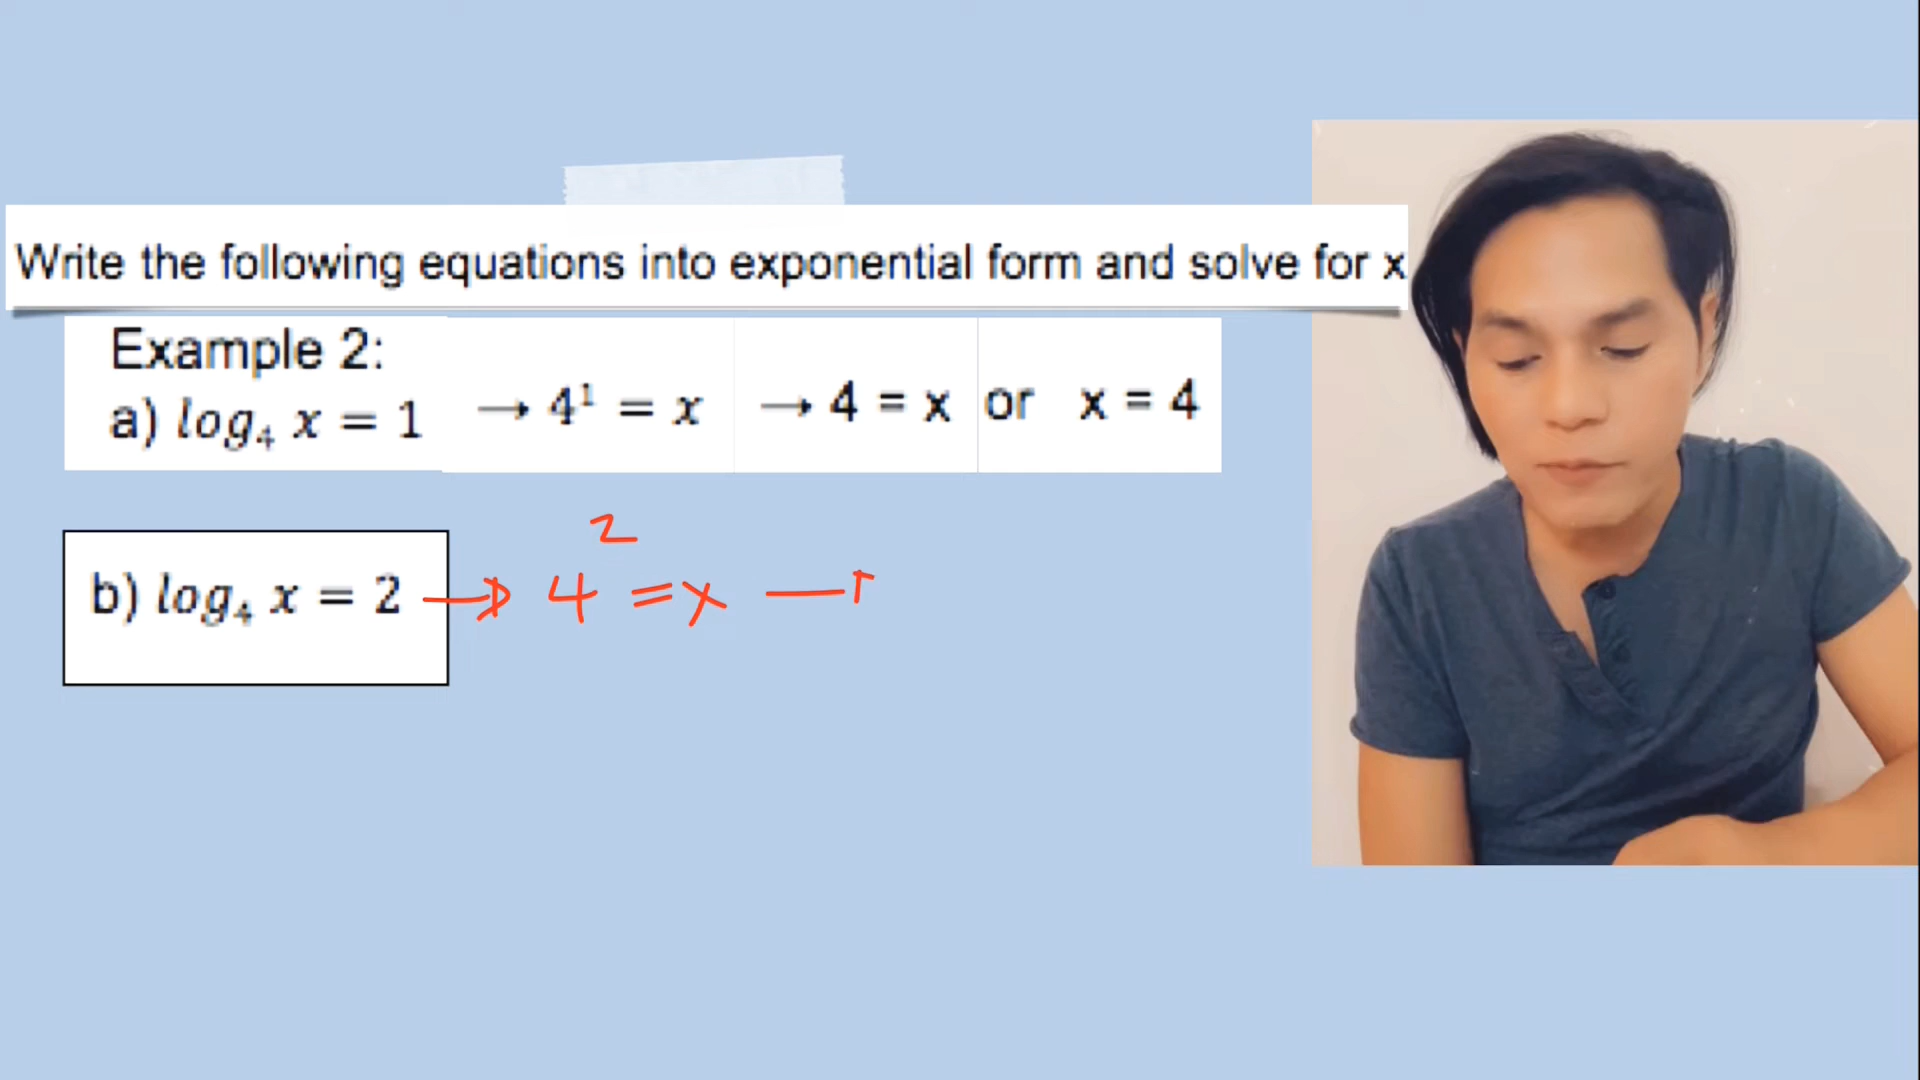 Write the following equations into exponential form and solve for x
Example 2:
a) log₄ x = 1 → 4¹ = x → 4 = x or x = 4
b) log₄ x = 2 → 4² = x —